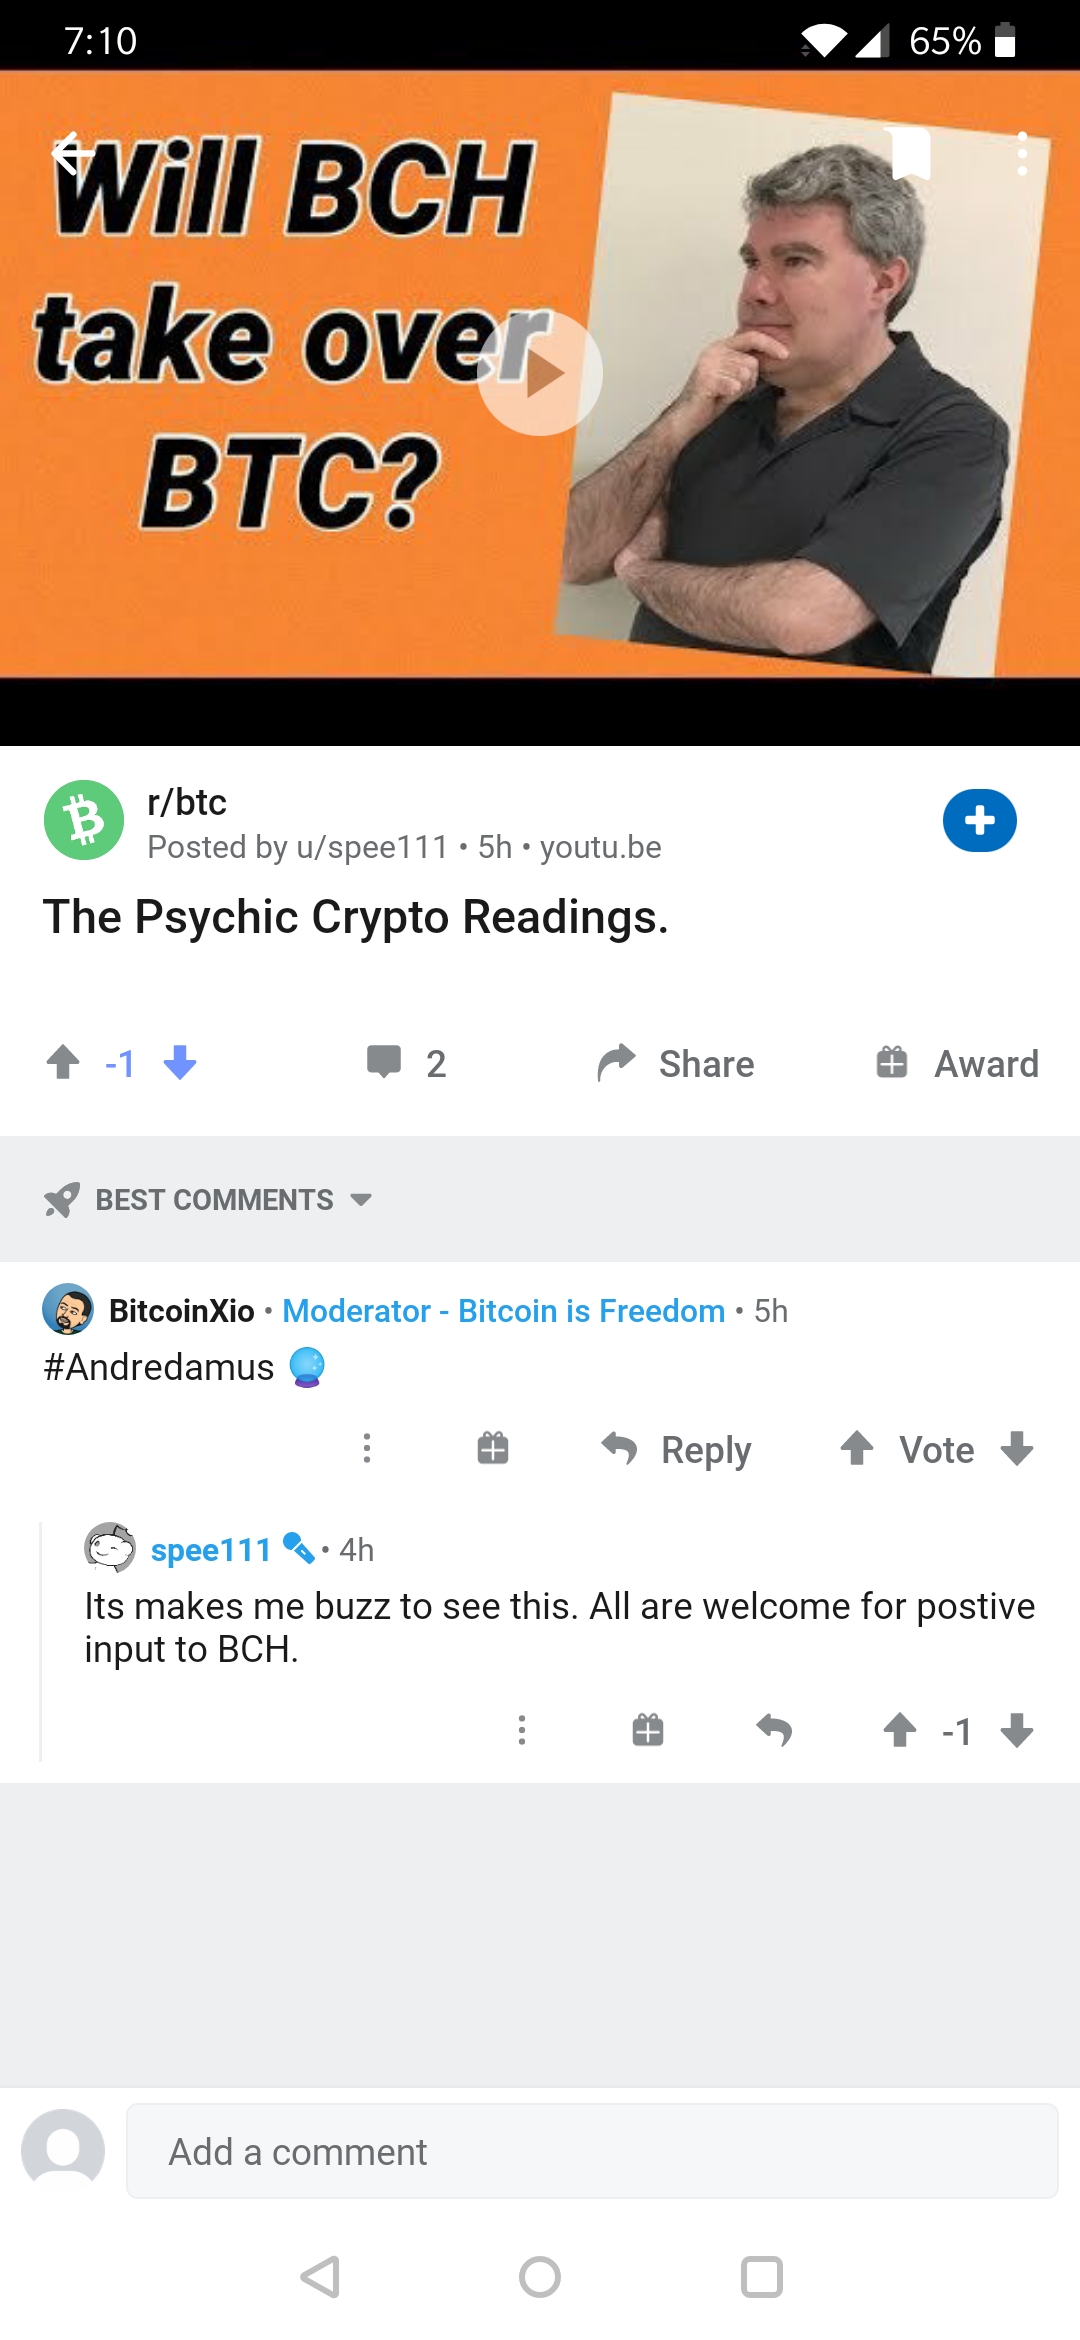 7:10
65%
Will BCH
take over
BTC?
r/btc
Posted by u/spee111 • 5h • youtu.be
The Psychic Crypto Readings.
-1
2
Share
Award
BEST COMMENTS
BitcoinXio • Moderator - Bitcoin is Freedom • 5h
#Andredamus 🔮
Reply
Vote
spee111 • 4h
Its makes me buzz to see this. All are welcome for postive
input to BCH.
-1
Add a comment